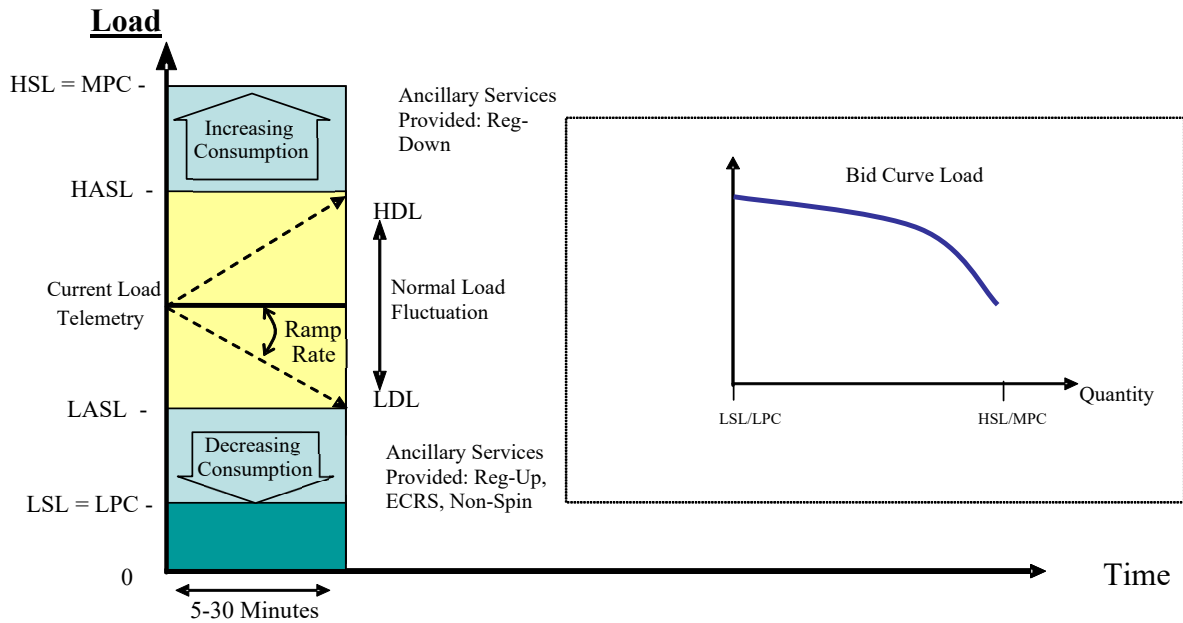 Load
HSL = MPC -
Increasing
Consumption
Ancillary Services
Provided: Reg-
Down
HASL -
HDL
Current Load
Telemetry
Ramp
Rate
Normal Load
Fluctuation
LDL
LASL -
Decreasing
Consumption
Ancillary Services
Provided: Reg-Up,
ECRS, Non-Spin
LSL = LPC -
0
Time
5-30 Minutes
Bid Curve Load
Quantity
LSL/LPC
HSL/MPC